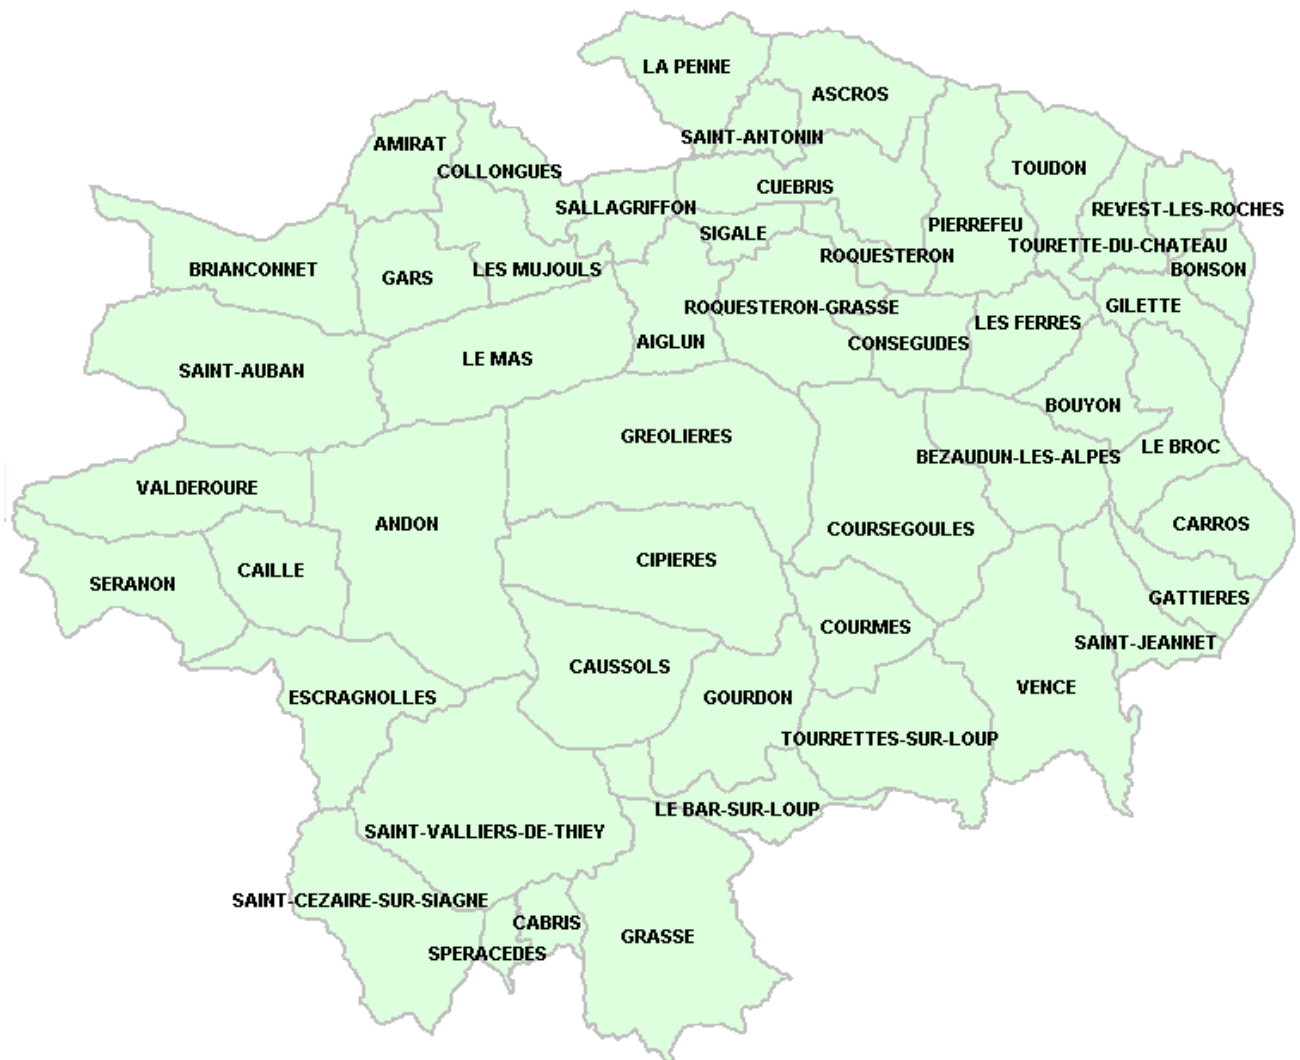 LA PENNE
ASCROS
SAINT-ANTONIN
AMIRAT
COLLONGUES
TOUDON
CUEBRIS
SALLAGRIFFON
REVEST-LES-ROCHES
PIERREFEU
SIGALE
TOURETTE-DU-CHATEAU
ROQUESTERON
BRIANCONNET
GARS
LES MUJOULS
BONSON
ROQUESTERON-GRASSE
GILETTE
LES FERRES
AIGLUN
CONSEGUDES
LE MAS
SAINT-AUBAN
BOUYON
GREOLIERES
LE BROC
BEZAUDUN-LES-ALPES
VALDEROURE
ANDON
CARROS
COURSEGOULES
CIPIERES
CAILLE
SERANON
GATTIERES
COURMES
SAINT-JEANNET
CAUSSOLS
VENCE
ESCRAGNOLLES
GOURDON
TOURRETTES-SUR-LOUP
LE BAR-SUR-LOUP
SAINT-VALLIERS-DE-THIEY
SAINT-CEZAIRE-SUR-SIAGNE
CABRIS
GRASSE
SPERACEDES